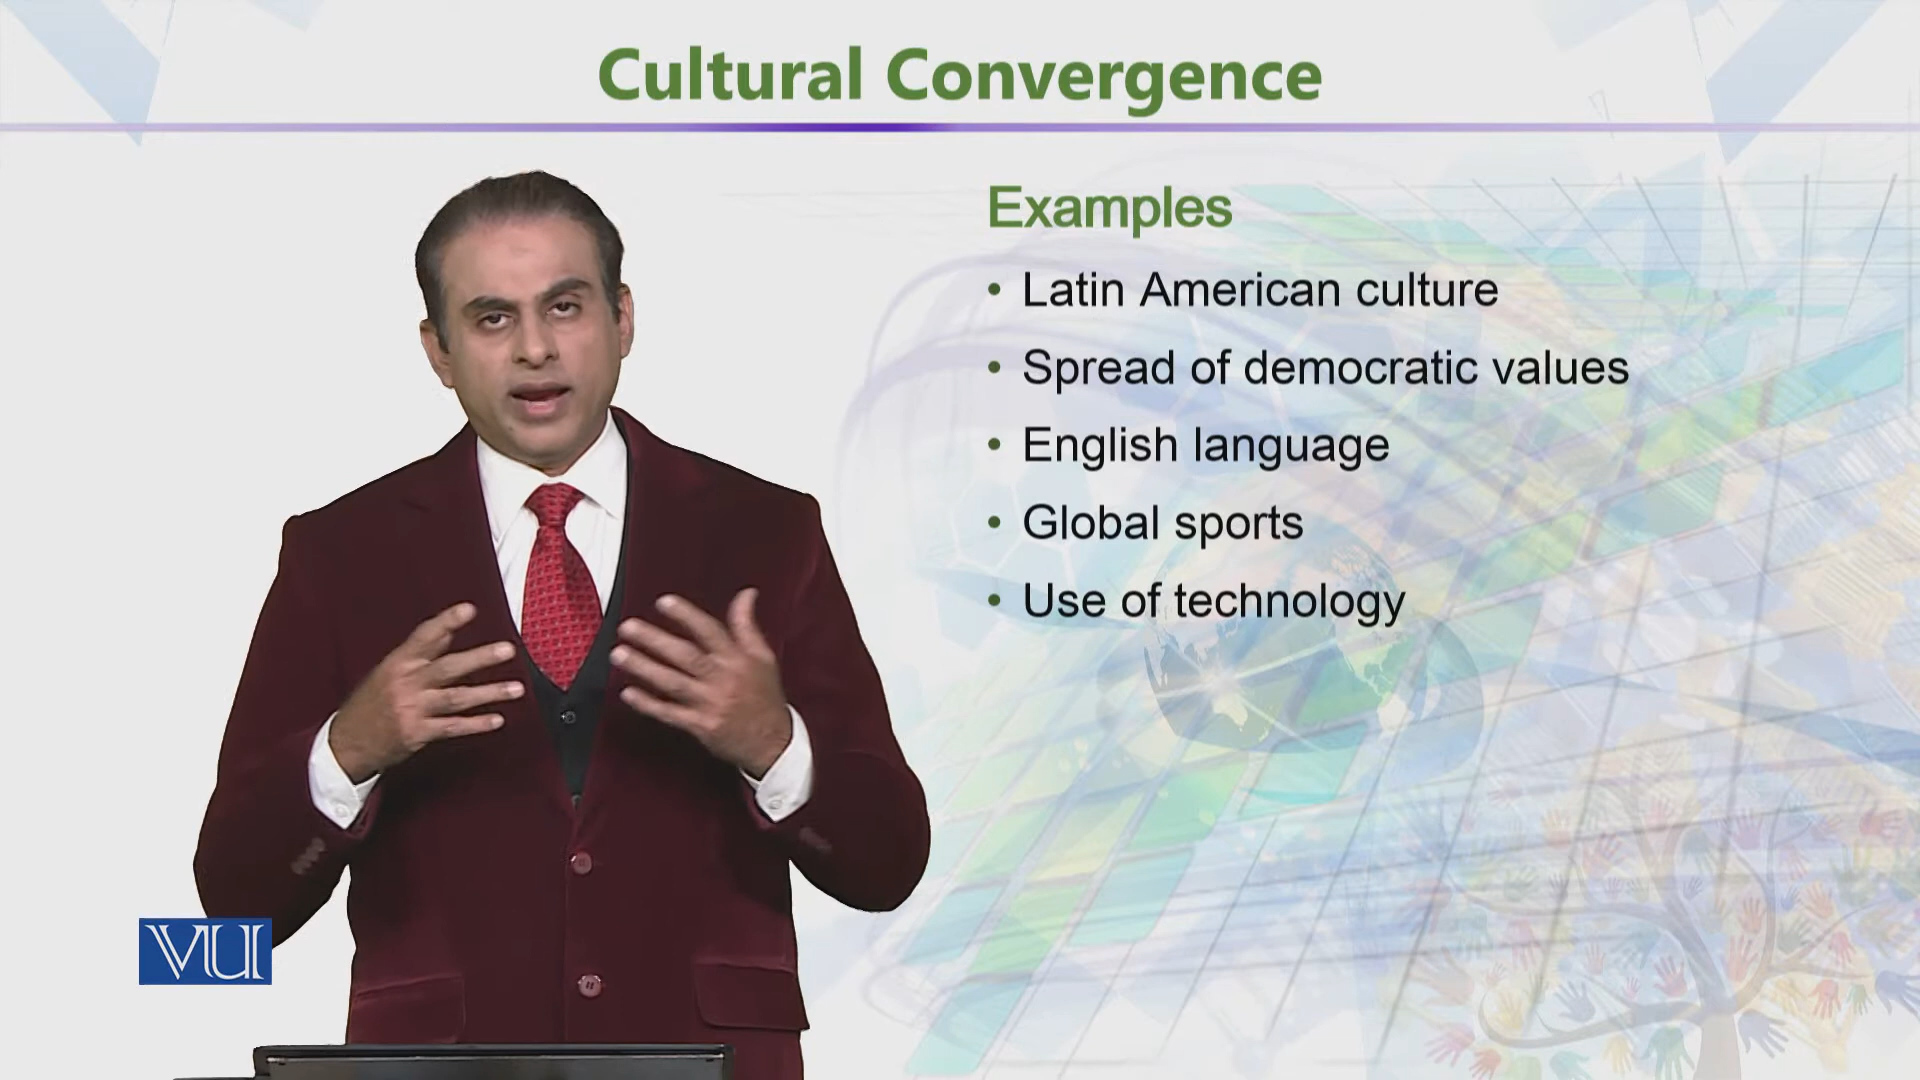 Cultural Convergence
Examples
• Latin American culture
• Spread of democratic values
• English language
• Global sports
• Use of technology
VU